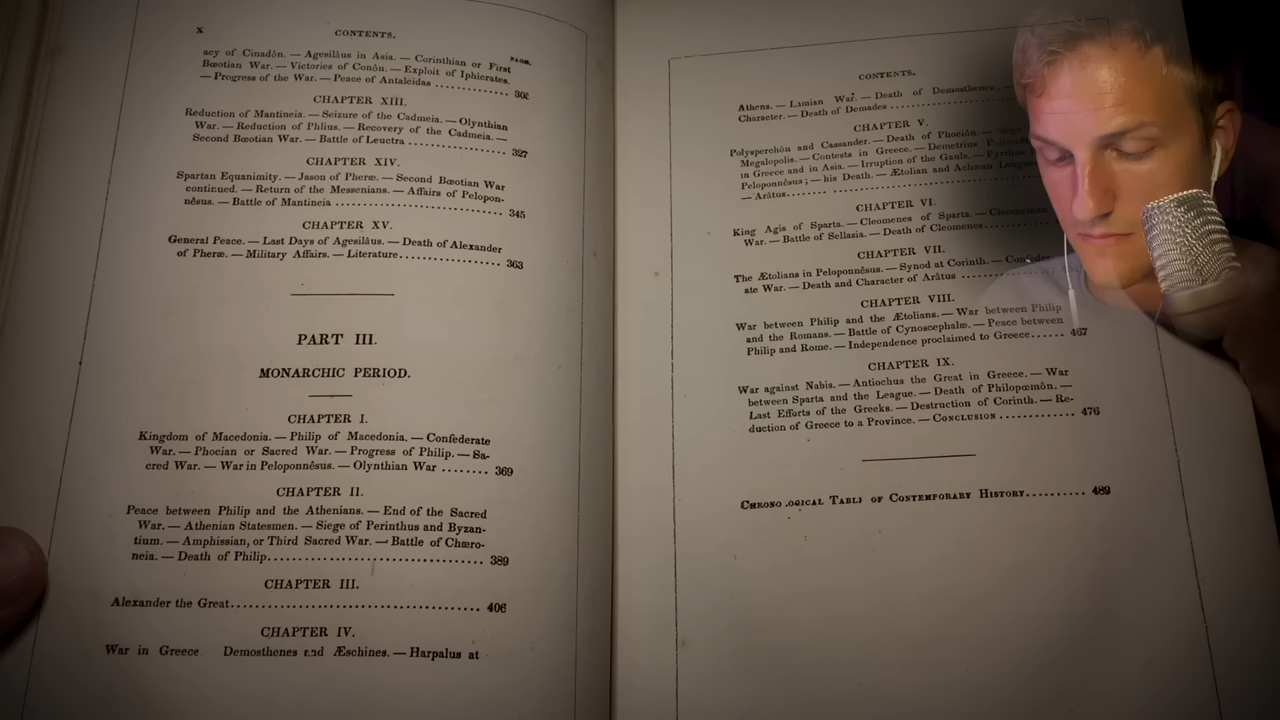 x
CONTENTS.
PAGE.
acy of Cinadôn. — Agesilâus in Asia. — Corinthian or First
Bœotian War. — Victories of Conôn. — Exploit of Iphicrates.
— Progress of the War. — Peace of Antalcidas ............
CHAPTER XIII.
Reduction of Mantineia. — Seizure of the Cadmeia. — Olynthian
War. — Reduction of Phlius. — Recovery of the Cadmeia. —
Second Bœotian War. — Battle of Leuctra .................. 327
CHAPTER XIV.
Spartan Equanimity. — Jason of Pheræ. — Second Bœotian War
continued. — Return of the Messenians. — Affairs of Pelopon-
nêsus. — Battle of Mantineia ........................... 345
CHAPTER XV.
General Peace. — Last Days of Agesilâus. — Death of Alexander
of Pheræ. — Military Affairs. — Literature.................. 363
PART III.
MONARCHIC PERIOD.
CHAPTER I.
Kingdom of Macedonia. — Philip of Macedonia. — Confederate
War. — Phocian or Sacred War. — Progress of Philip. — Sa-
cred War. — War in Peloponnêsus. — Olynthian War ........ 369
CHAPTER II.
Peace between Philip and the Athenians. — End of the Sacred
War. — Athenian Statesmen. — Siege of Perinthus and Byzan-
tium. — Amphissian, or Third Sacred War. — Battle of Chæro-
neia. — Death of Philip................................... 389
CHAPTER III.
Alexander the Great........................................ 406
CHAPTER IV.
War in Greece Demosthenes and Æschines. — Harpalus at
CONTENTS.
Athens. — Lamian War. — Death of Demosthenes; —
Character. — Death of Demades ................
CHAPTER V.
Polysperchôn and Cassander. — Death of Phociôn. —
Megalopolis. — Contests in Greece. — Demetrius
in Greece and in Asia. — Irruption of the Gauls. —
Peloponnêsus; — his Death. — Ætolian and Achæan League
— Arâtus........ ........................
CHAPTER VI.
King Agis of Sparta. — Cleomenes of Sparta. — Cleomenean
War. — Battle of Sellasia. — Death of Cleomenes..............
CHAPTER VII.
The Ætolians in Peloponnêsus. — Synod at Corinth. — Confeder-
ate War. — Death and Character of Arâtus ..............
CHAPTER VIII.
War between Philip and the Ætolians. — War between Philip
and the Romans. — Battle of Cynoscephalæ. — Peace between
Philip and Rome. — Independence proclaimed to Greece...... 467
CHAPTER IX.
War against Nabis. — Antiochus the Great in Greece. — War
between Sparta and the League. — Death of Philopœmôn. —
Last Efforts of the Greeks. — Destruction of Corinth. — Re-
duction of Greece to a Province. — CONCLUSION ............ 476
CHRONOLOGICAL TABLE OF CONTEMPORARY HISTORY.......... 489